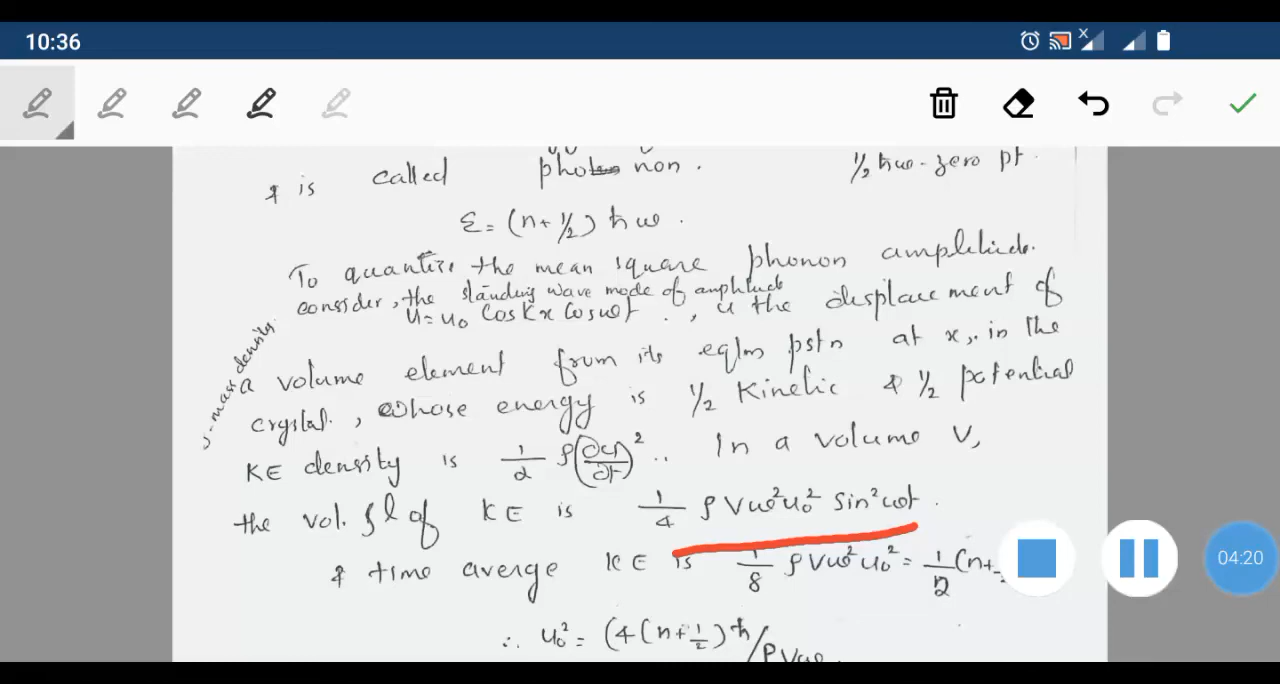 10:36
& is called phonon. ½ ħω - zero pt.
ε = (n + ½) ħω.
To quantize the mean square phonon amplitude.
consider, the standing wave mode of amplitude
u = u₀ cos Kx cos ωt., u the displacement of
a volume element from its eqlm pstn at x, in the
crystal, whose energy is ½ kinetic & ½ potential
mass density.
KE density is 1/2 ρ(∂u/∂t)².. In a volume V,
the vol. ∫l of KE is 1/4 ρVω²u₀² sin²ωt.
& time averge KE is 1/8 ρVω²u₀² = 1/2 (n+
∴ u₀² = (4(n+1/2)ħ/ρVω
04:20